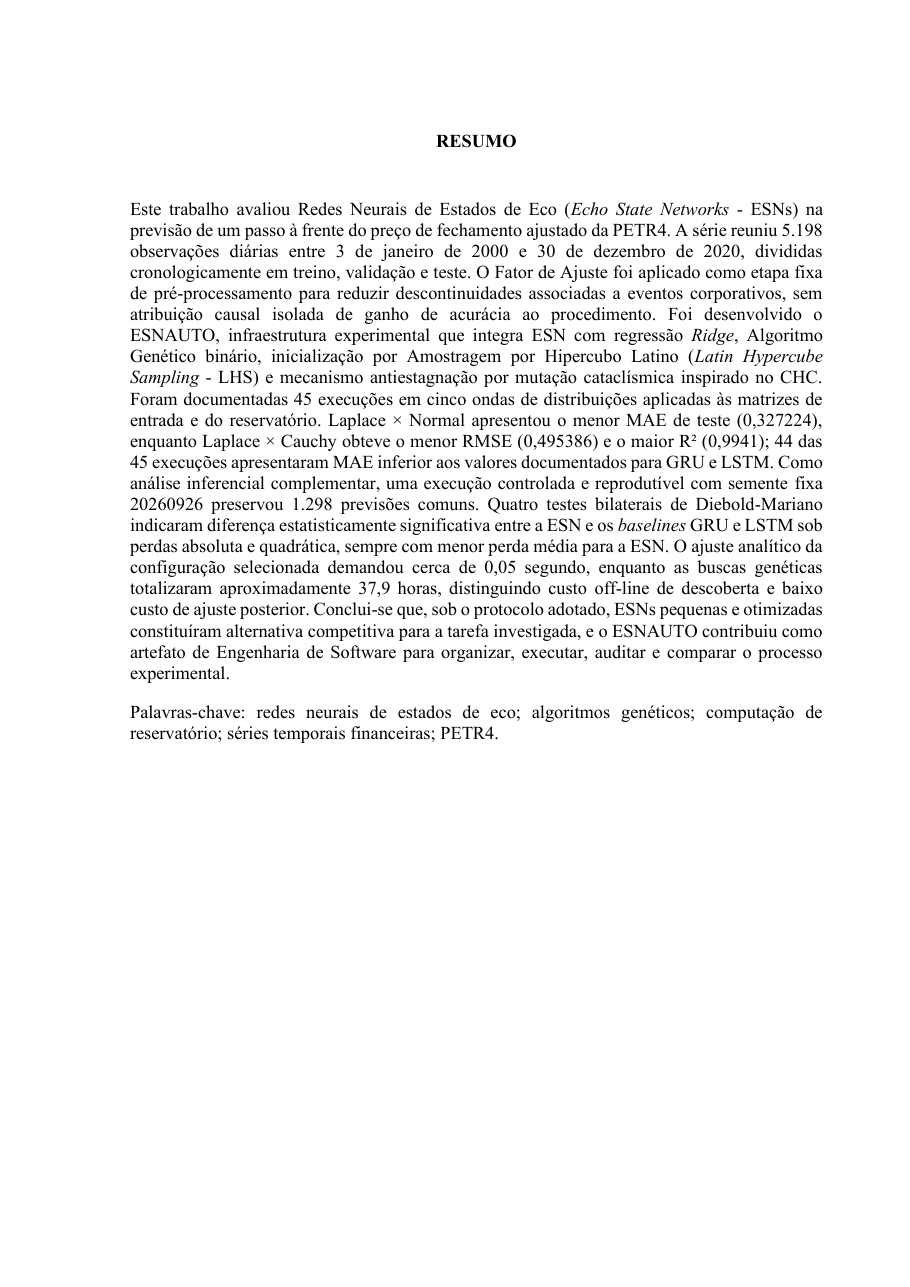 RESUMO
Este trabalho avaliou Redes Neurais de Estados de Eco (Echo State Networks - ESNs) na
previsão de um passo à frente do preço de fechamento ajustado da PETR4. A série reuniu 5.198
observações diárias entre 3 de janeiro de 2000 e 30 de dezembro de 2020, divididas
cronologicamente em treino, validação e teste. O Fator de Ajuste foi aplicado como etapa fixa
de pré-processamento para reduzir descontinuidades associadas a eventos corporativos, sem
atribuição causal isolada de ganho de acurácia ao procedimento. Foi desenvolvido o
ESNAUTO, infraestrutura experimental que integra ESN com regressão Ridge, Algoritmo
Genético binário, inicialização por Amostragem por Hipercubo Latino (Latin Hypercube
Sampling - LHS) e mecanismo antiestagnação por mutação cataclísmica inspirado no CHC.
Foram documentadas 45 execuções em cinco ondas de distribuições aplicadas às matrizes de
entrada e do reservatório. Laplace × Normal apresentou o menor MAE de teste (0,327224),
enquanto Laplace × Cauchy obteve o menor RMSE (0,495386) e o maior R² (0,9941); 44 das
45 execuções apresentaram MAE inferior aos valores documentados para GRU e LSTM. Como
análise inferencial complementar, uma execução controlada e reprodutível com semente fixa
20260926 preservou 1.298 previsões comuns. Quatro testes bilaterais de Diebold-Mariano
indicaram diferença estatisticamente significativa entre a ESN e os baselines GRU e LSTM sob
perdas absoluta e quadrática, sempre com menor perda média para a ESN. O ajuste analítico da
configuração selecionada demandou cerca de 0,05 segundo, enquanto as buscas genéticas
totalizaram aproximadamente 37,9 horas, distinguindo custo off-line de descoberta e baixo
custo de ajuste posterior. Conclui-se que, sob o protocolo adotado, ESNs pequenas e otimizadas
constituíram alternativa competitiva para a tarefa investigada, e o ESNAUTO contribuiu como
artefato de Engenharia de Software para organizar, executar, auditar e comparar o processo
experimental.
Palavras-chave: redes neurais de estados de eco; algoritmos genéticos; computação de
reservatório; séries temporais financeiras; PETR4.